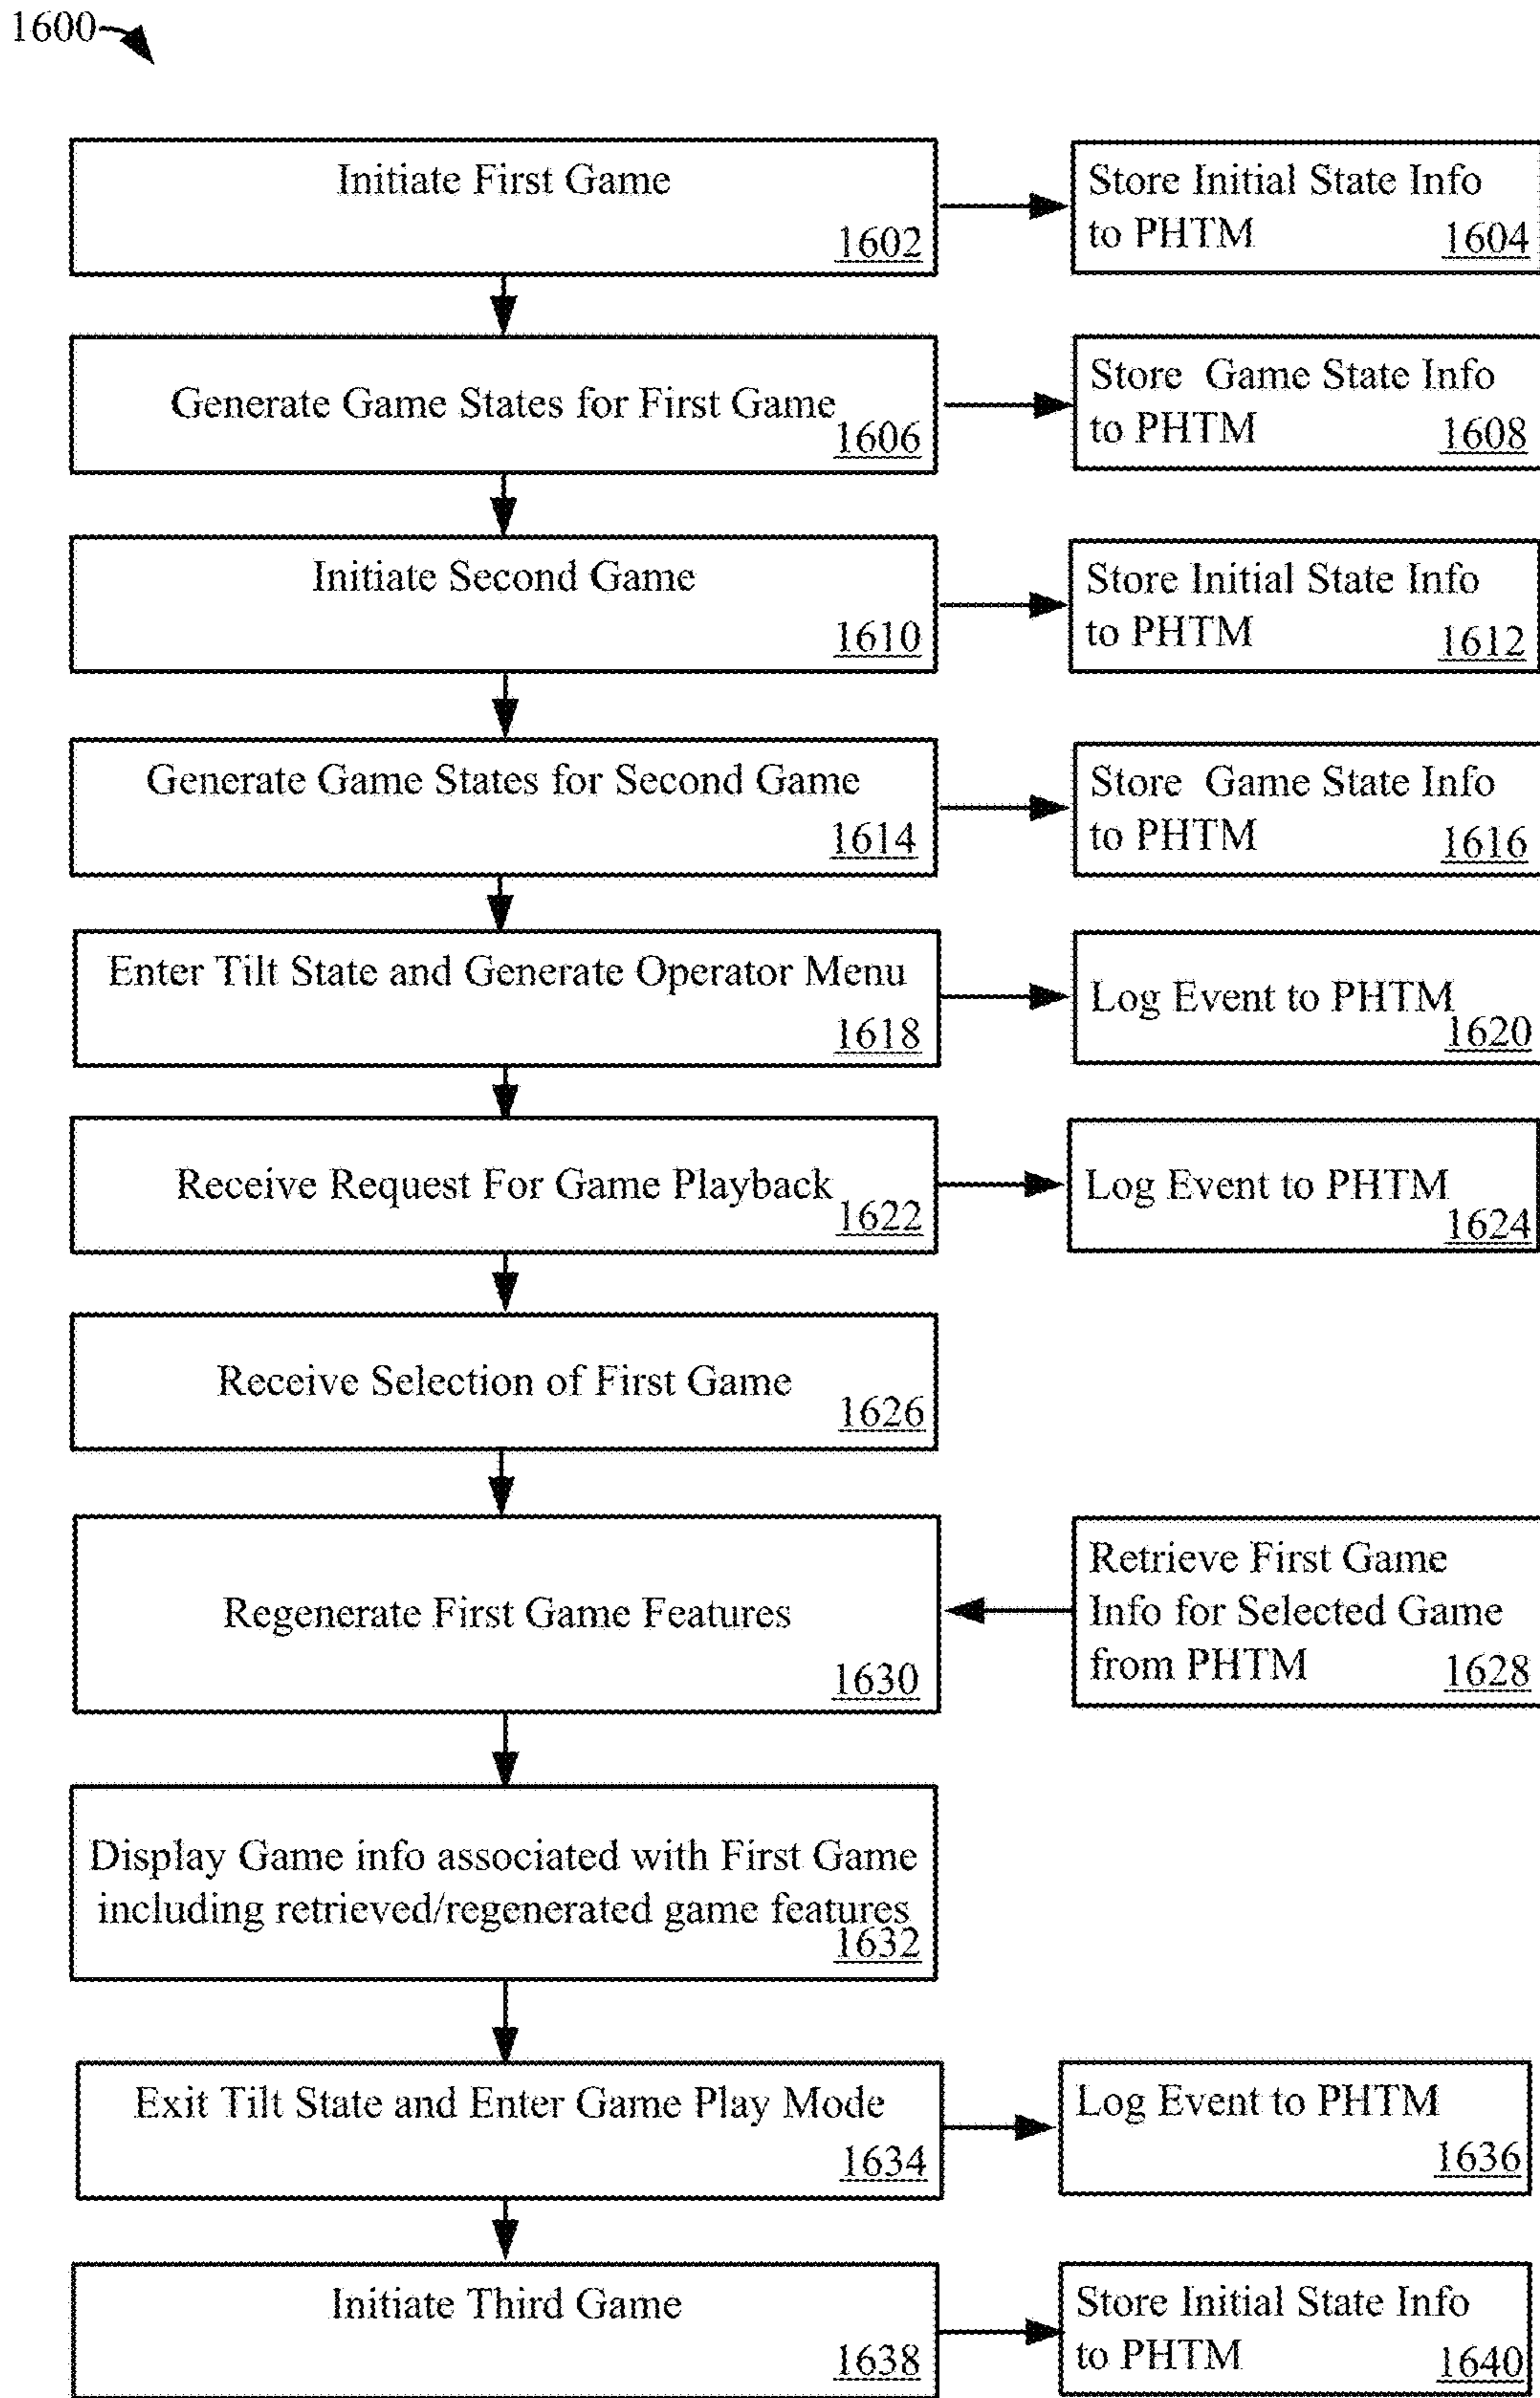 1600
Initiate First Game
1602
Store Initial State Info
to PHTM
1604
Generate Game States for First Game
1606
Store Game State Info
to PHTM
1608
Initiate Second Game
1610
Store Initial State Info
to PHTM
1612
Generate Game States for Second Game
1614
Store Game State Info
to PHTM
1616
Enter Tilt State and Generate Operator Menu
1618
Log Event to PHTM
1620
Receive Request For Game Playback
1622
Log Event to PHTM
1624
Receive Selection of First Game
1626
Regenerate First Game Features
1630
Retrieve First Game
Info for Selected Game
from PHTM
1628
Display Game info associated with First Game
including retrieved/regenerated game features
1632
Exit Tilt State and Enter Game Play Mode
1634
Log Event to PHTM
1636
Initiate Third Game
1638
Store Initial State Info
to PHTM
1640